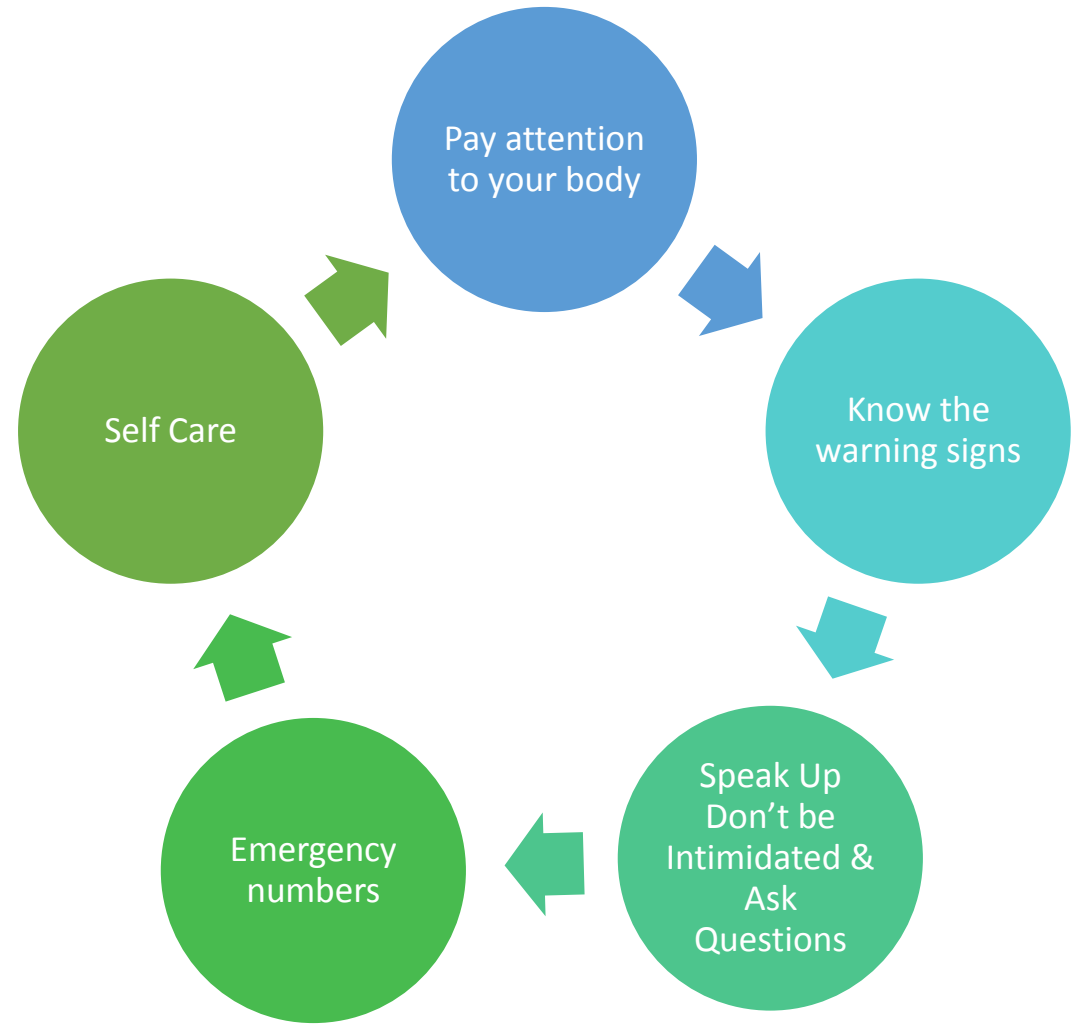 Pay attention
to your body
Know the
warning signs
Speak Up
Don’t be
Intimidated &
Ask
Questions
Emergency
numbers
Self Care